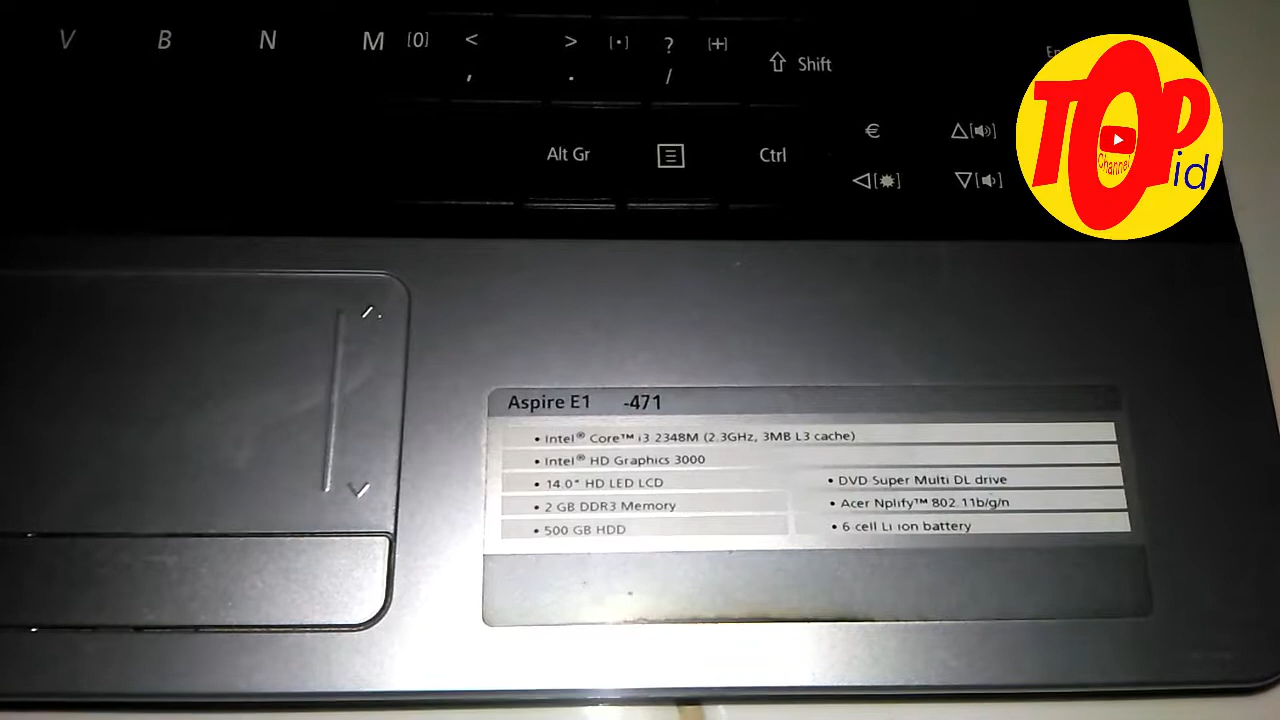 V B N M [0] < > [·] ? [+]
, . / ⇧ Shift
Alt Gr Ctrl € △[🔊]
◁[☀] ▽[🔉]
TOP
Channel
id
Aspire E1 -471
• Intel® Core™ i3 2348M (2.3GHz, 3MB L3 cache)
• Intel® HD Graphics 3000
• 14.0" HD LED LCD
• DVD Super Multi DL drive
• 2 GB DDR3 Memory
• Acer Nplify™ 802.11b/g/n
• 500 GB HDD
• 6 cell Li ion battery